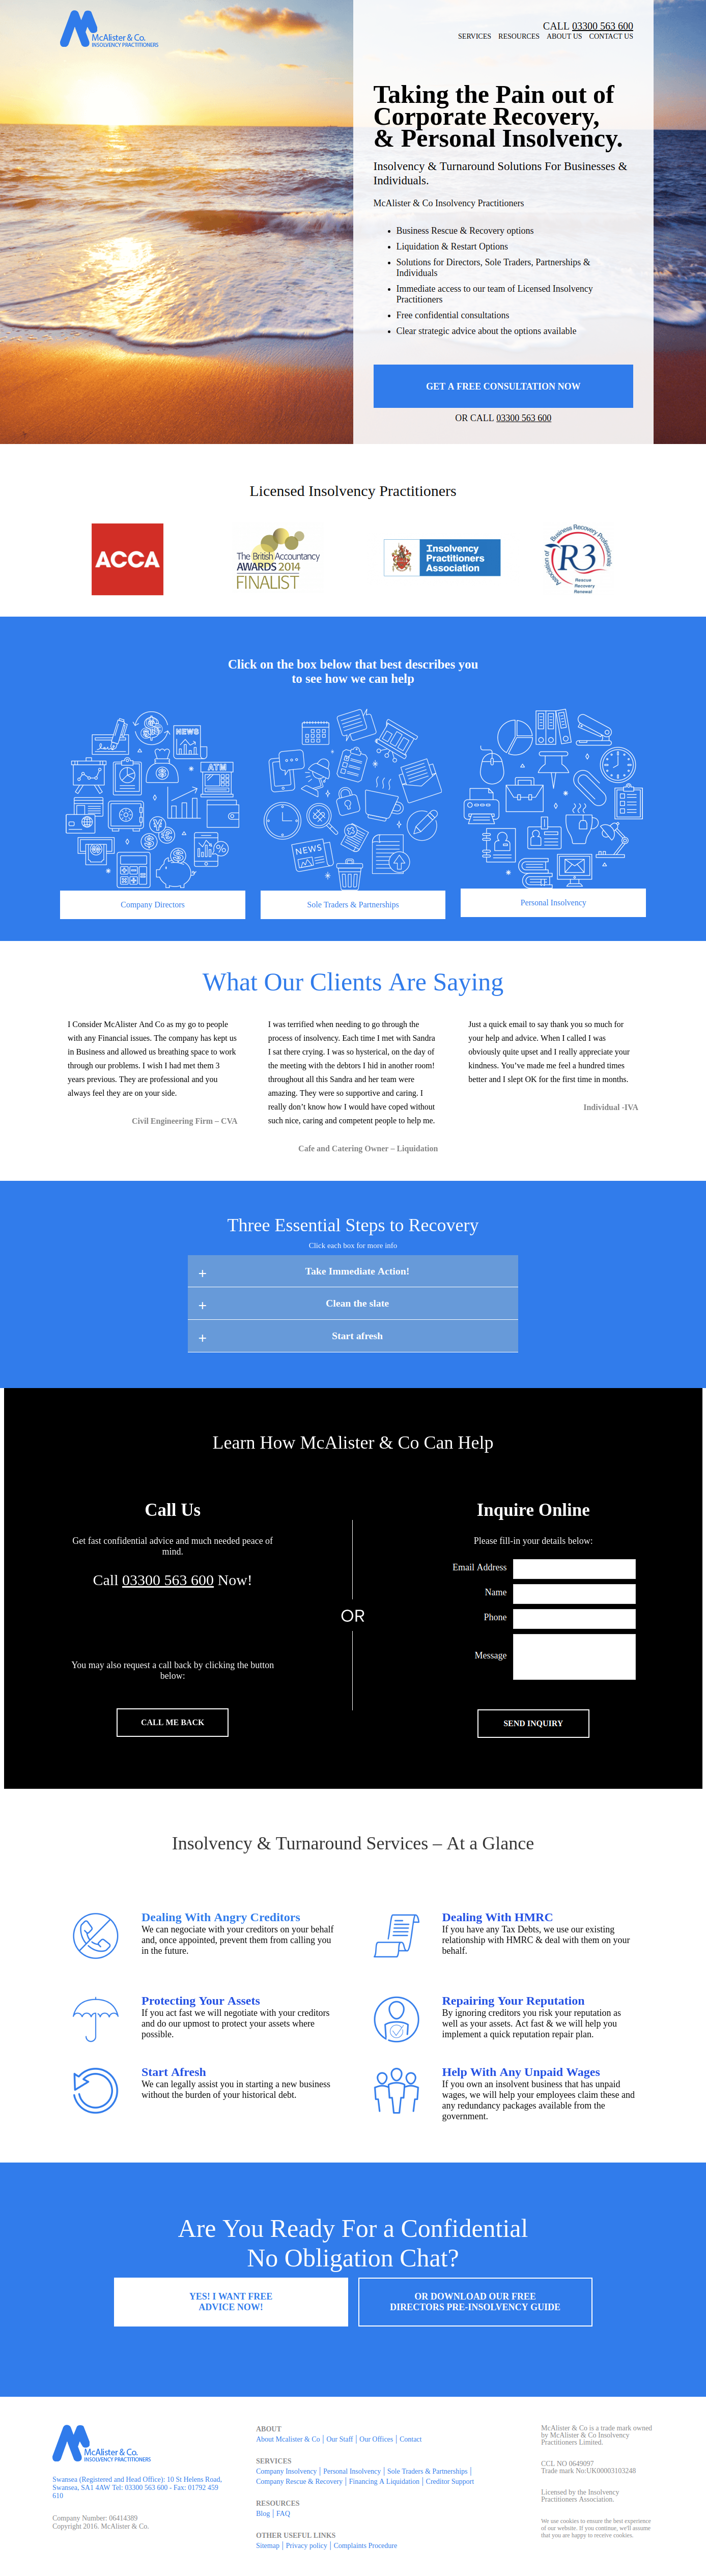 McAlister & Co.
INSOLVENCY PRACTITIONERS
CALL 03300 563 600
SERVICES RESOURCES ABOUT US CONTACT US
Taking the Pain out of
Corporate Recovery,
& Personal Insolvency.
Insolvency & Turnaround Solutions For Businesses &
Individuals.
McAlister & Co Insolvency Practitioners
Business Rescue & Recovery options
Liquidation & Restart Options
Solutions for Directors, Sole Traders, Partnerships &
Individuals
Immediate access to our team of Licensed Insolvency
Practitioners
Free confidential consultations
Clear strategic advice about the options available
GET A FREE CONSULTATION NOW
OR CALL 03300 563 600
Licensed Insolvency Practitioners
ACCA
The British Accountancy
AWARDS 2014
FINALIST
Insolvency
Practitioners
Association
Association of Business Recovery Professionals
R3
Rescue
Recovery
Renewal
Click on the box below that best describes you
to see how we can help
NEWS
ATM
NEWS
Company Directors
Sole Traders & Partnerships
Personal Insolvency
What Our Clients Are Saying
I Consider McAlister And Co as my go to people
with any Financial issues. The company has kept us
in Business and allowed us breathing space to work
through our problems. I wish I had met them 3
years previous. They are professional and you
always feel they are on your side.
Civil Engineering Firm – CVA
I was terrified when needing to go through the
process of insolvency. Each time I met with Sandra
I sat there crying. I was so hysterical, on the day of
the meeting with the debtors I hid in another room!
throughout all this Sandra and her team were
amazing. They were so supportive and caring. I
really don't know how I would have coped without
such nice, caring and competent people to help me.
Cafe and Catering Owner – Liquidation
Just a quick email to say thank you so much for
your help and advice. When I called I was
obviously quite upset and I really appreciate your
kindness. You've made me feel a hundred times
better and I slept OK for the first time in months.
Individual -IVA
Three Essential Steps to Recovery
Click each box for more info
+ Take Immediate Action!
+ Clean the slate
+ Start afresh
Learn How McAlister & Co Can Help
Call Us
Get fast confidential advice and much needed peace of
mind.
Call 03300 563 600 Now!
You may also request a call back by clicking the button
below:
CALL ME BACK
OR
Inquire Online
Please fill-in your details below:
Email Address
Name
Phone
Message
SEND INQUIRY
Insolvency & Turnaround Services – At a Glance
Dealing With Angry Creditors
We can negotiate with your creditors on your behalf
and, once appointed, prevent them from calling you
in the future.
Dealing With HMRC
If you have any Tax Debts, we use our existing
relationship with HMRC & deal with them on your
behalf.
Protecting Your Assets
If you act fast we will negotiate with your creditors
and do our upmost to protect your assets where
possible.
Repairing Your Reputation
By ignoring creditors you risk your reputation as
well as your assets. Act fast & we will help you
implement a quick reputation repair plan.
Start Afresh
We can legally assist you in starting a new business
without the burden of your historical debt.
Help With Any Unpaid Wages
If you own an insolvent business that has unpaid
wages, we will help your employees claim these and
any redundancy packages available from the
government.
Are You Ready For a Confidential
No Obligation Chat?
YES! I WANT FREE
ADVICE NOW!
OR DOWNLOAD OUR FREE
DIRECTORS PRE-INSOLVENCY GUIDE
McAlister & Co.
INSOLVENCY PRACTITIONERS
Swansea (Registered and Head Office): 10 St Helens Road,
Swansea, SA1 4AW Tel: 03300 563 600 - Fax: 01792 459
610
Company Number: 06414389
Copyright 2016. McAlister & Co.
ABOUT
About Mcalister & Co | Our Staff | Our Offices | Contact
SERVICES
Company Insolvency | Personal Insolvency | Sole Traders & Partnerships |
Company Rescue & Recovery | Financing A Liquidation | Creditor Support
RESOURCES
Blog | FAQ
OTHER USEFUL LINKS
Sitemap | Privacy policy | Complaints Procedure
McAlister & Co is a trade mark owned
by McAlister & Co Insolvency
Practitioners Limited.
CCL NO 0649097
Trade mark No:UK00003103248
Licensed by the Insolvency
Practitioners Association.
We use cookies to ensure the best experience
of our website. If you continue, we'll assume
that you are happy to receive cookies.